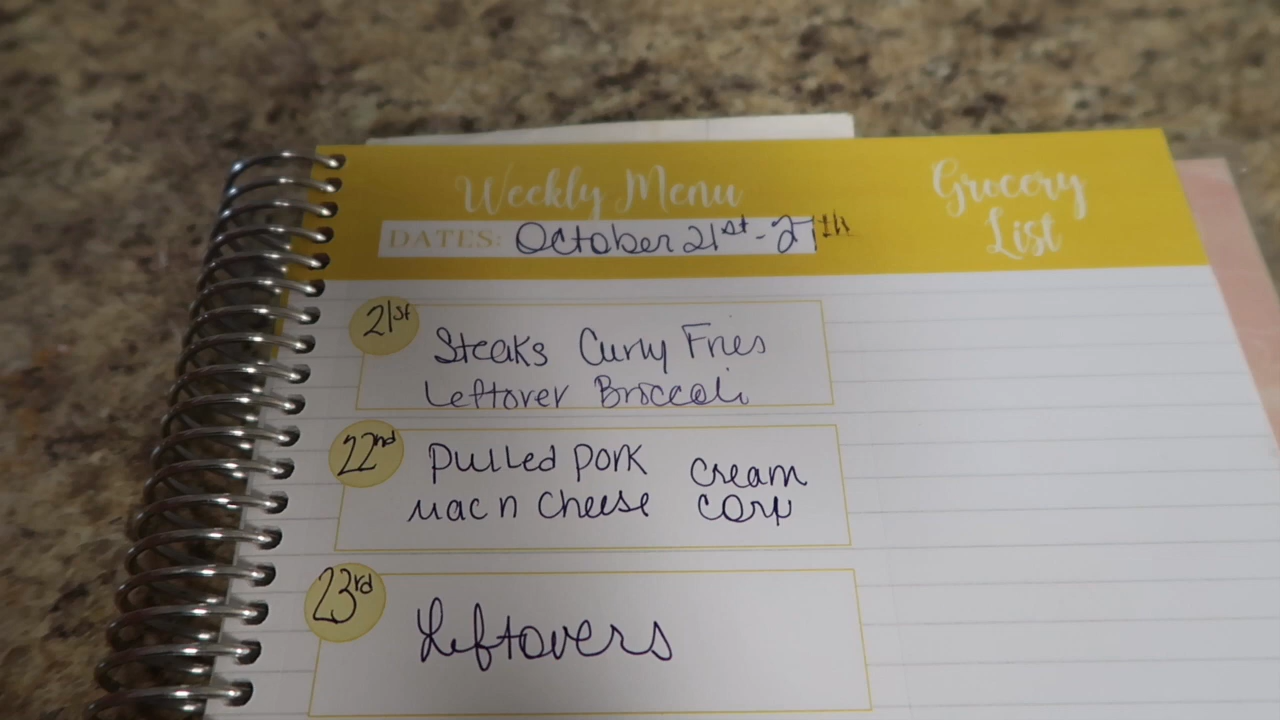 Weekly Menu
Grocery
List
DATES: October 21st - 27th
21st
Steaks Curly Fries
Leftover Broccoli
22nd
Pulled Pork Cream
Mac n Cheese Corn
23rd
Leftovers